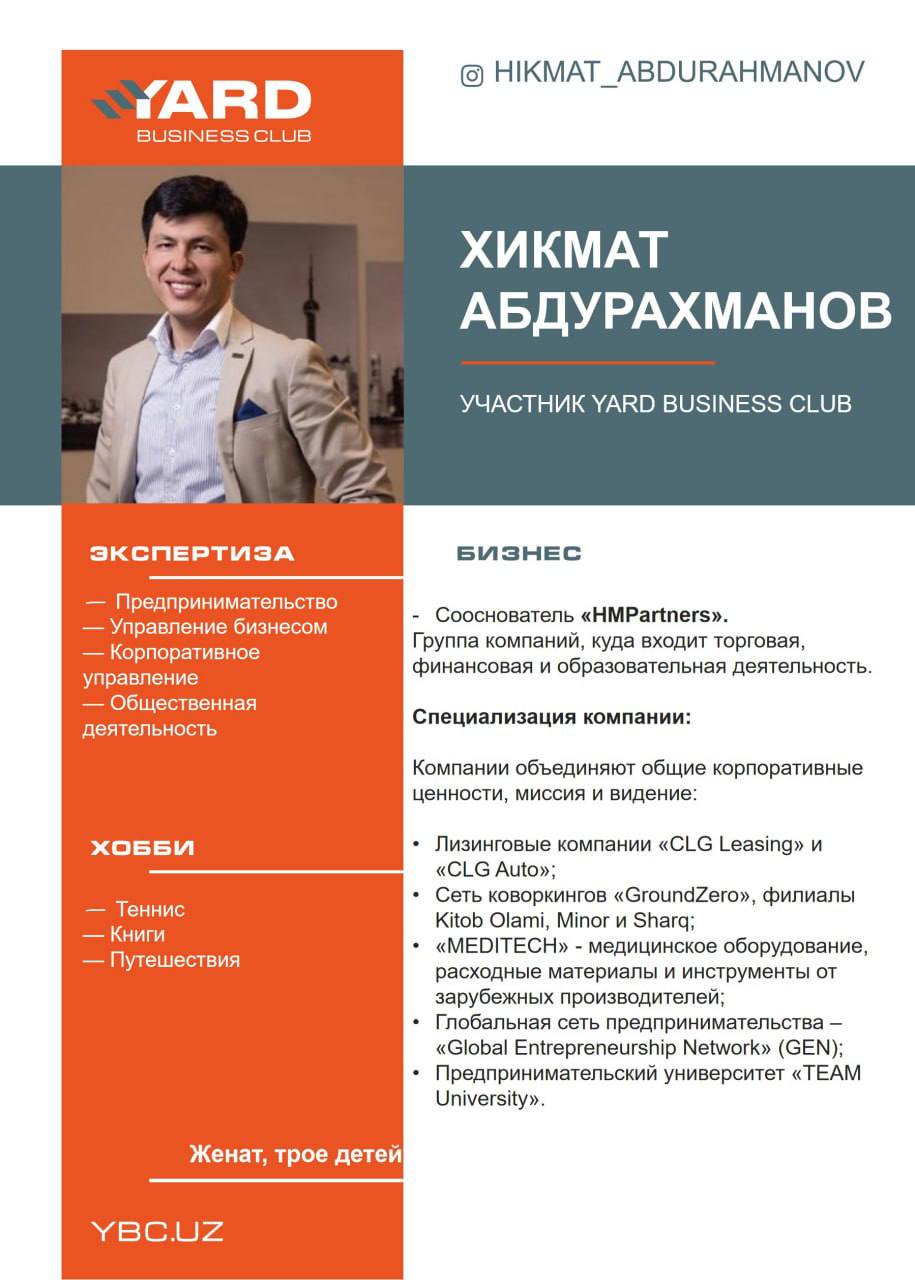 YARD
BUSINESS CLUB
HIKMAT_ABDURAHMANOV
ХИКМАТ
АБДУРАХМАНОВ
УЧАСТНИК YARD BUSINESS CLUB
ЭКСПЕРТИЗА
— Предпринимательство
— Управление бизнесом
— Корпоративное
управление
— Общественная
деятельность
ХОББИ
— Теннис
— Книги
— Путешествия
Женат, трое детей
YBC.UZ
БИЗНЕС
- Сооснователь «HMPartners».
Группа компаний, куда входит торговая,
финансовая и образовательная деятельность.
Специализация компании:
Компании объединяют общие корпоративные
ценности, миссия и видение:
• Лизинговые компании «CLG Leasing» и
«CLG Auto»;
• Сеть коворкингов «GroundZero», филиалы
Kitob Olami, Minor и Sharq;
• «MEDITECH» - медицинское оборудование,
расходные материалы и инструменты от
зарубежных производителей;
• Глобальная сеть предпринимательства –
«Global Entrepreneurship Network» (GEN);
• Предпринимательский университет «TEAM
University».